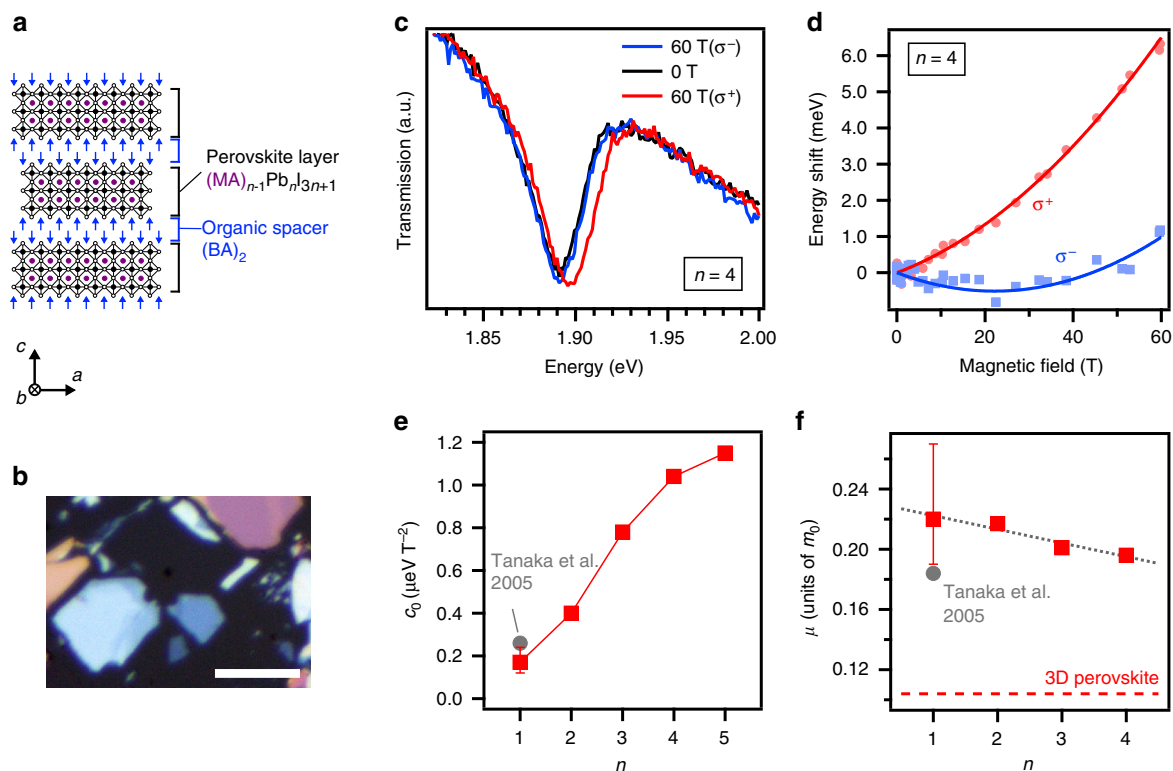 a
Perovskite layer
(MA)n-1PbnI3n+1
Organic spacer
(BA)2
c
a
b
b
c
60 T(σ−)
0 T
60 T(σ+)
Transmission (a.u.)
n = 4
1.85
1.90
1.95
2.00
Energy (eV)
d
n = 4
6.0
5.0
4.0
3.0
2.0
1.0
0
Energy shift (meV)
σ+
σ−
0
20
40
60
Magnetic field (T)
e
1.2
1.0
0.8
0.6
0.4
0.2
0.0
c0 (μeV T−2)
Tanaka et al.
2005
1
2
3
4
5
n
f
0.24
0.20
0.16
0.12
μ (units of m0)
Tanaka et al.
2005
3D perovskite
1
2
3
4
n